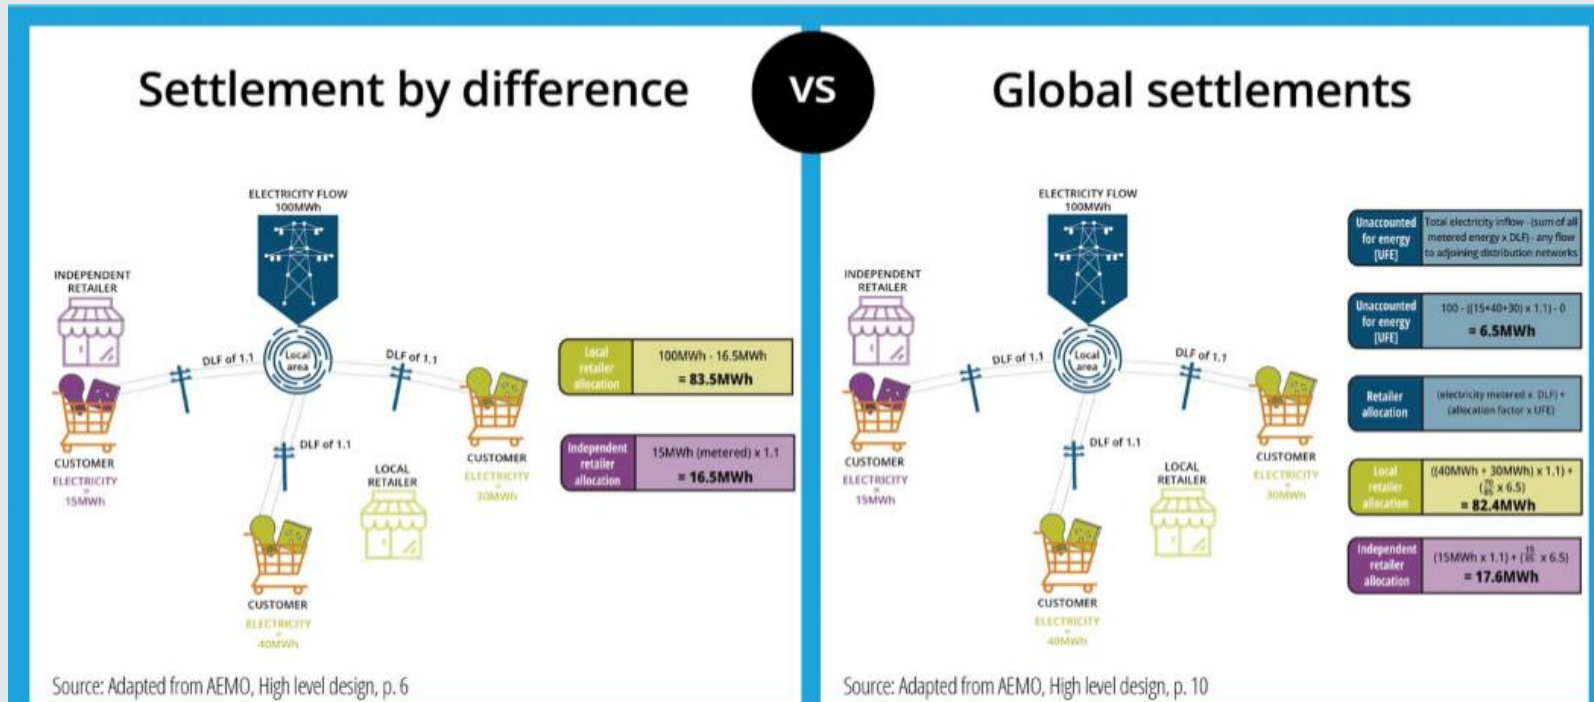 Settlement by difference
VS
Global settlements
ELECTRICITY FLOW
100MWh
INDEPENDENT
RETAILER
DLF of 1.1
Local
area
DLF of 1.1
CUSTOMER
ELECTRICITY
=
15MWh
DLF of 1.1
LOCAL
RETAILER
CUSTOMER
ELECTRICITY
=
30MWh
CUSTOMER
ELECTRICITY
=
40MWh
Local
retailer
allocation
100MWh - 16.5MWh
= 83.5MWh
Independent
retailer
allocation
15MWh (metered) x 1.1
= 16.5MWh
Source: Adapted from AEMO, High level design, p. 6
ELECTRICITY FLOW
100MWh
INDEPENDENT
RETAILER
DLF of 1.1
Local
area
DLF of 1.1
CUSTOMER
ELECTRICITY
=
15MWh
DLF of 1.1
LOCAL
RETAILER
CUSTOMER
ELECTRICITY
=
30MWh
CUSTOMER
ELECTRICITY
=
40MWh
Unaccounted
for energy
[UFE]
Total electricity inflow - (sum of all
metered energy x DLF) - any flow
to adjoining distribution networks
Unaccounted
for energy
[UFE]
100 - ((15+40+30) x 1.1) - 0
= 6.5MWh
Retailer
allocation
(electricity metered x DLF) +
(allocation factor x UFE)
Local
retailer
allocation
((40MWh + 30MWh) x 1.1) +
(70/85 x 6.5)
= 82.4MWh
Independent
retailer
allocation
(15MWh x 1.1) + (15/85 x 6.5)
= 17.6MWh
Source: Adapted from AEMO, High level design, p. 10